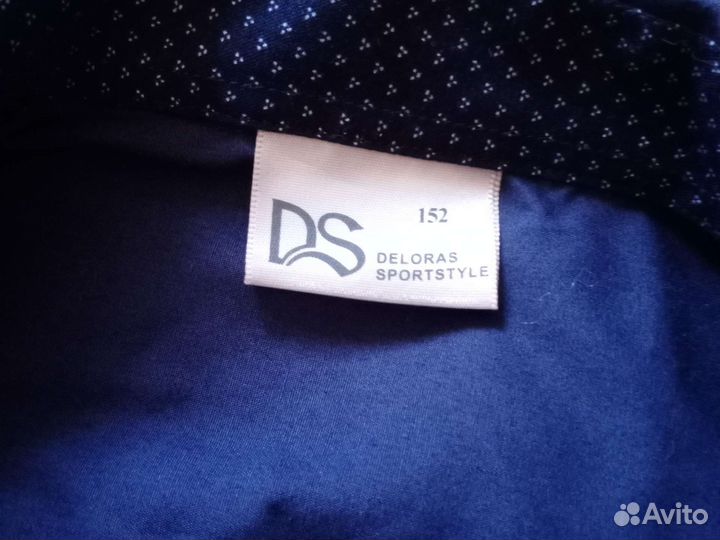 152
DS
DELORAS
SPORTSTYLE
Avito